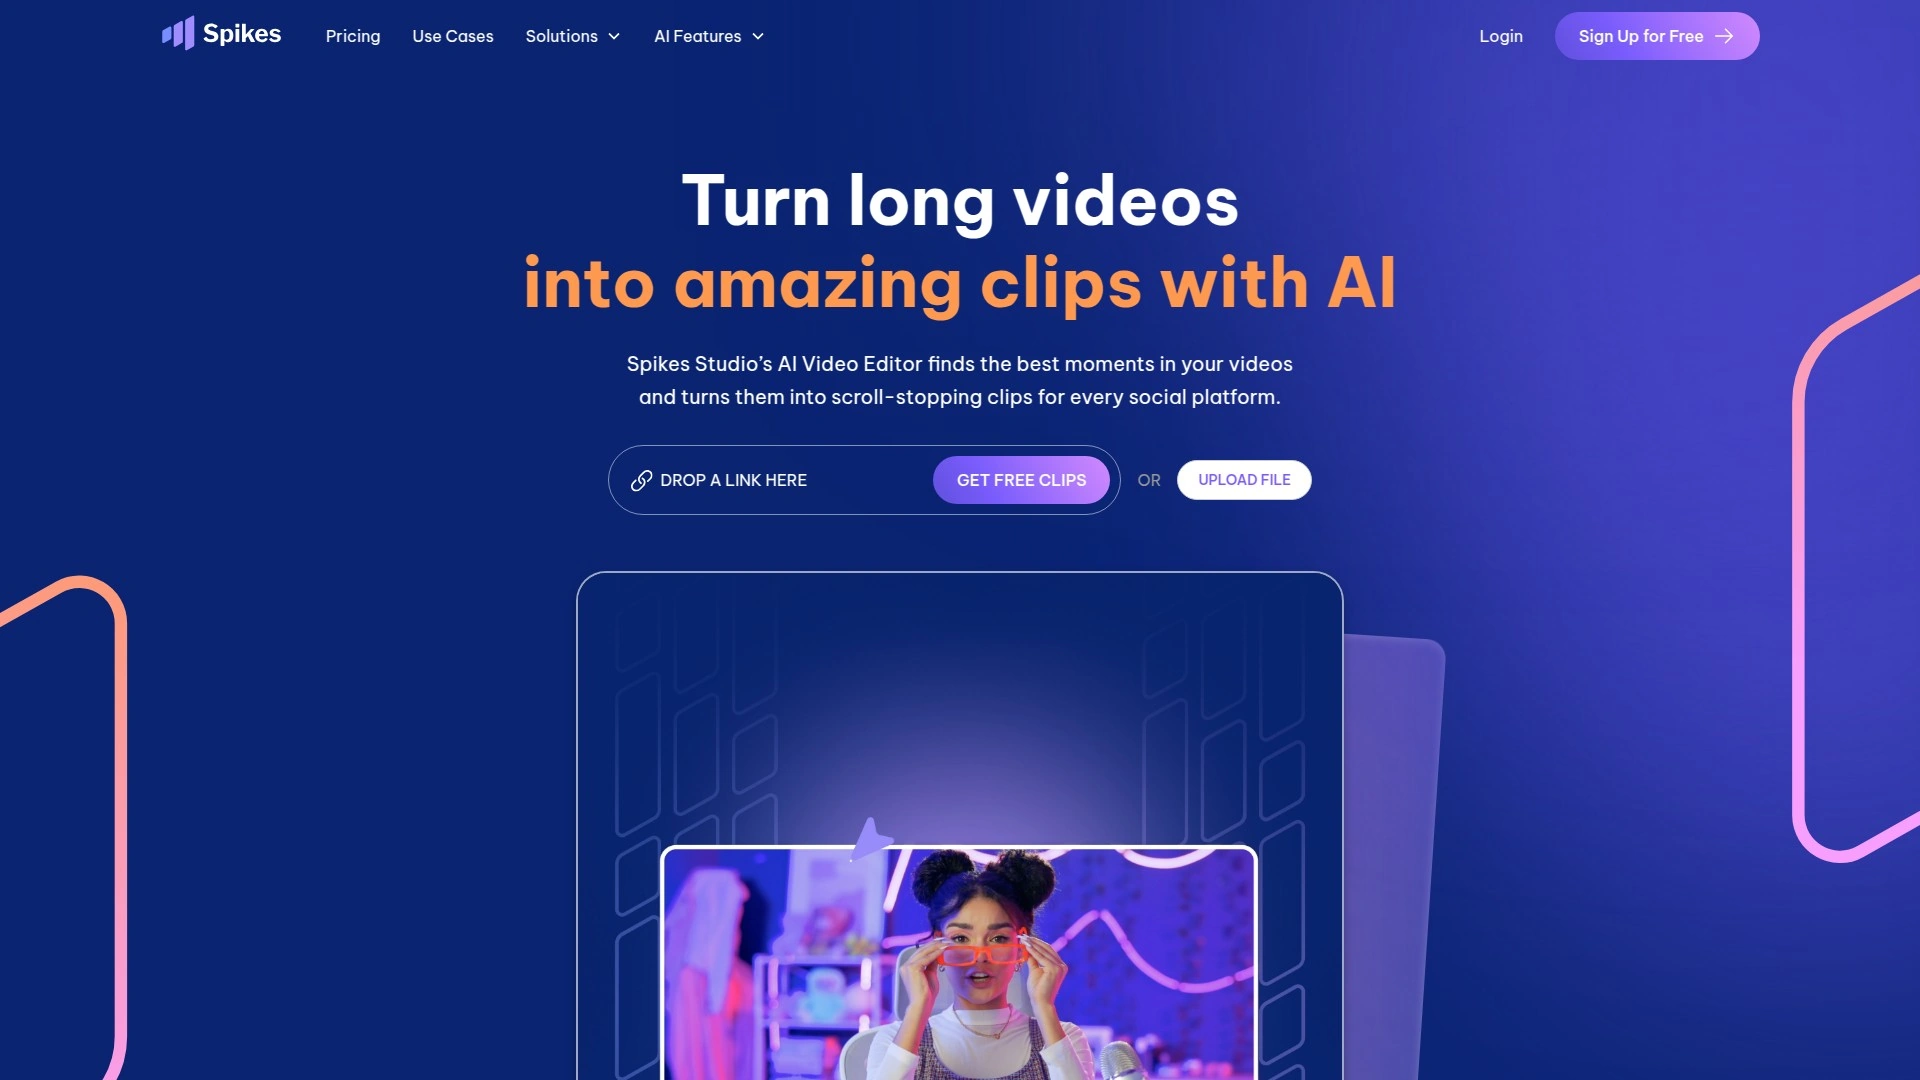 Spikes
Pricing
Use Cases
Solutions
AI Features
Login
Sign Up for Free
Turn long videos
into amazing clips with AI
Spikes Studio’s AI Video Editor finds the best moments in your videos
and turns them into scroll-stopping clips for every social platform.
DROP A LINK HERE
GET FREE CLIPS
OR
UPLOAD FILE